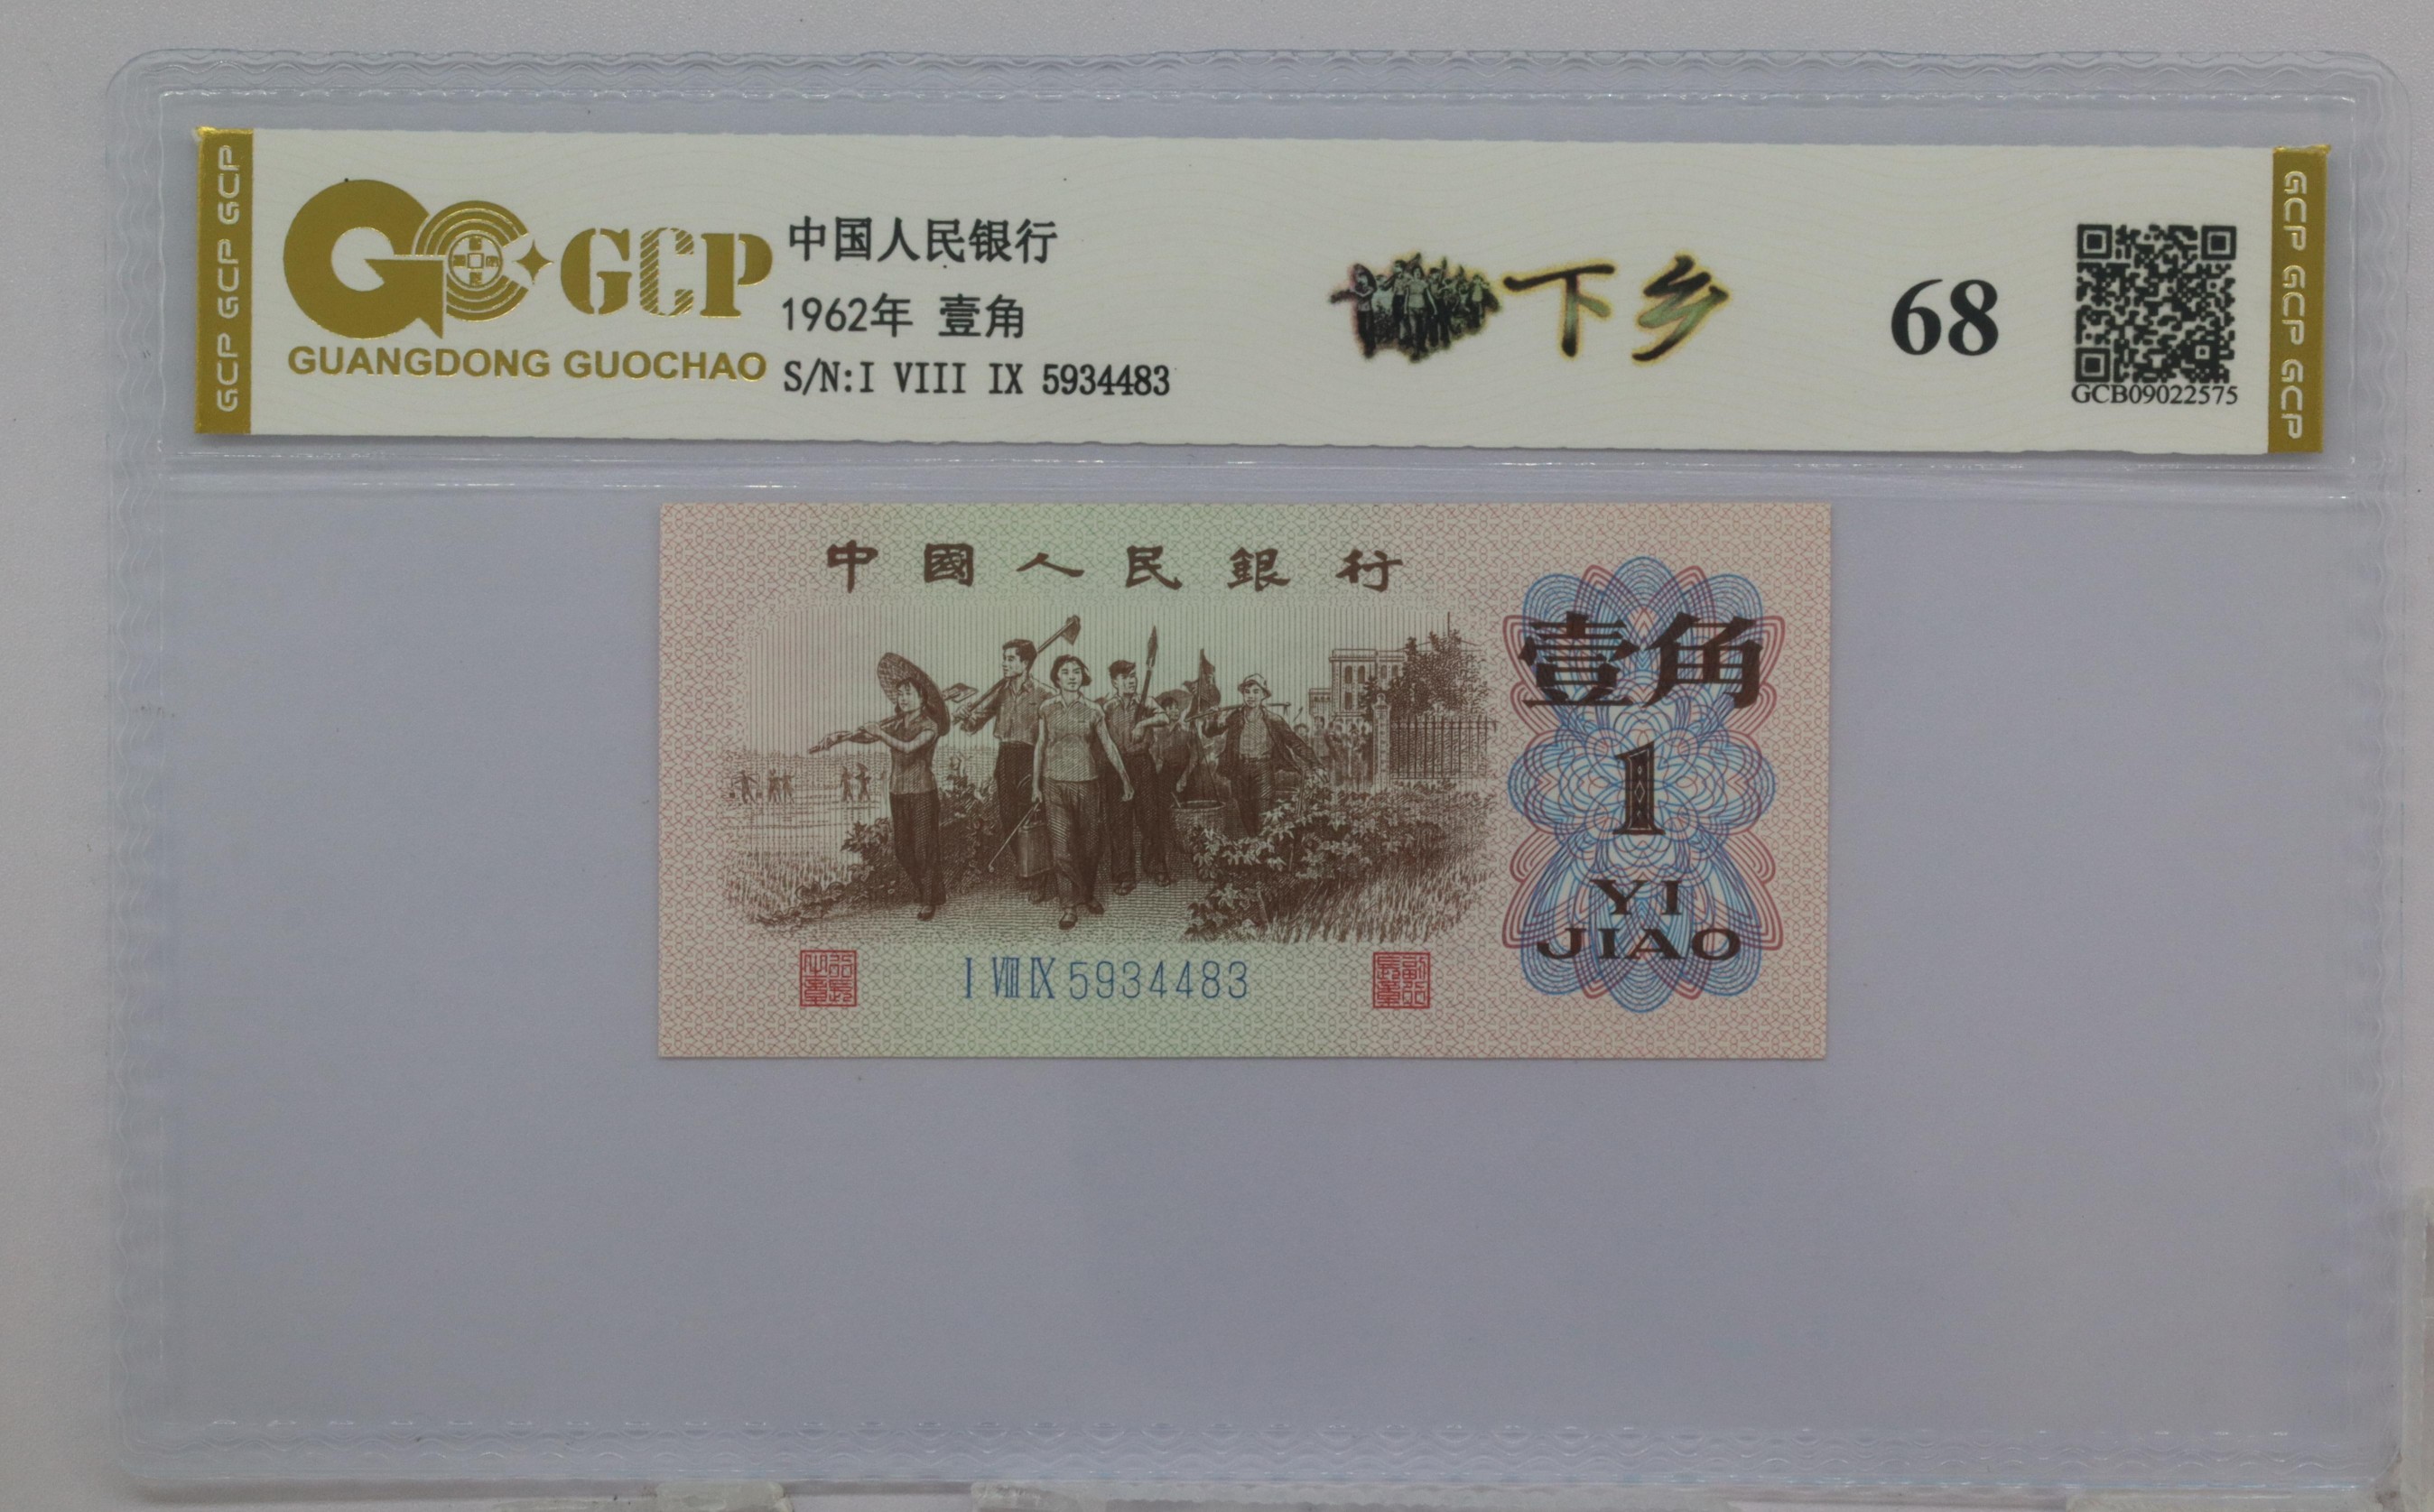 GCP GCP GCP
GCP
GUANGDONG GUOCHAO
中国人民银行
1962年 壹角
S/N:I VIII IX 5934483
下乡
68
GCB09022575
GCP GCP GCP
中國人民銀行
壹角
1
YI
JIAO
I VIII IX 5934483